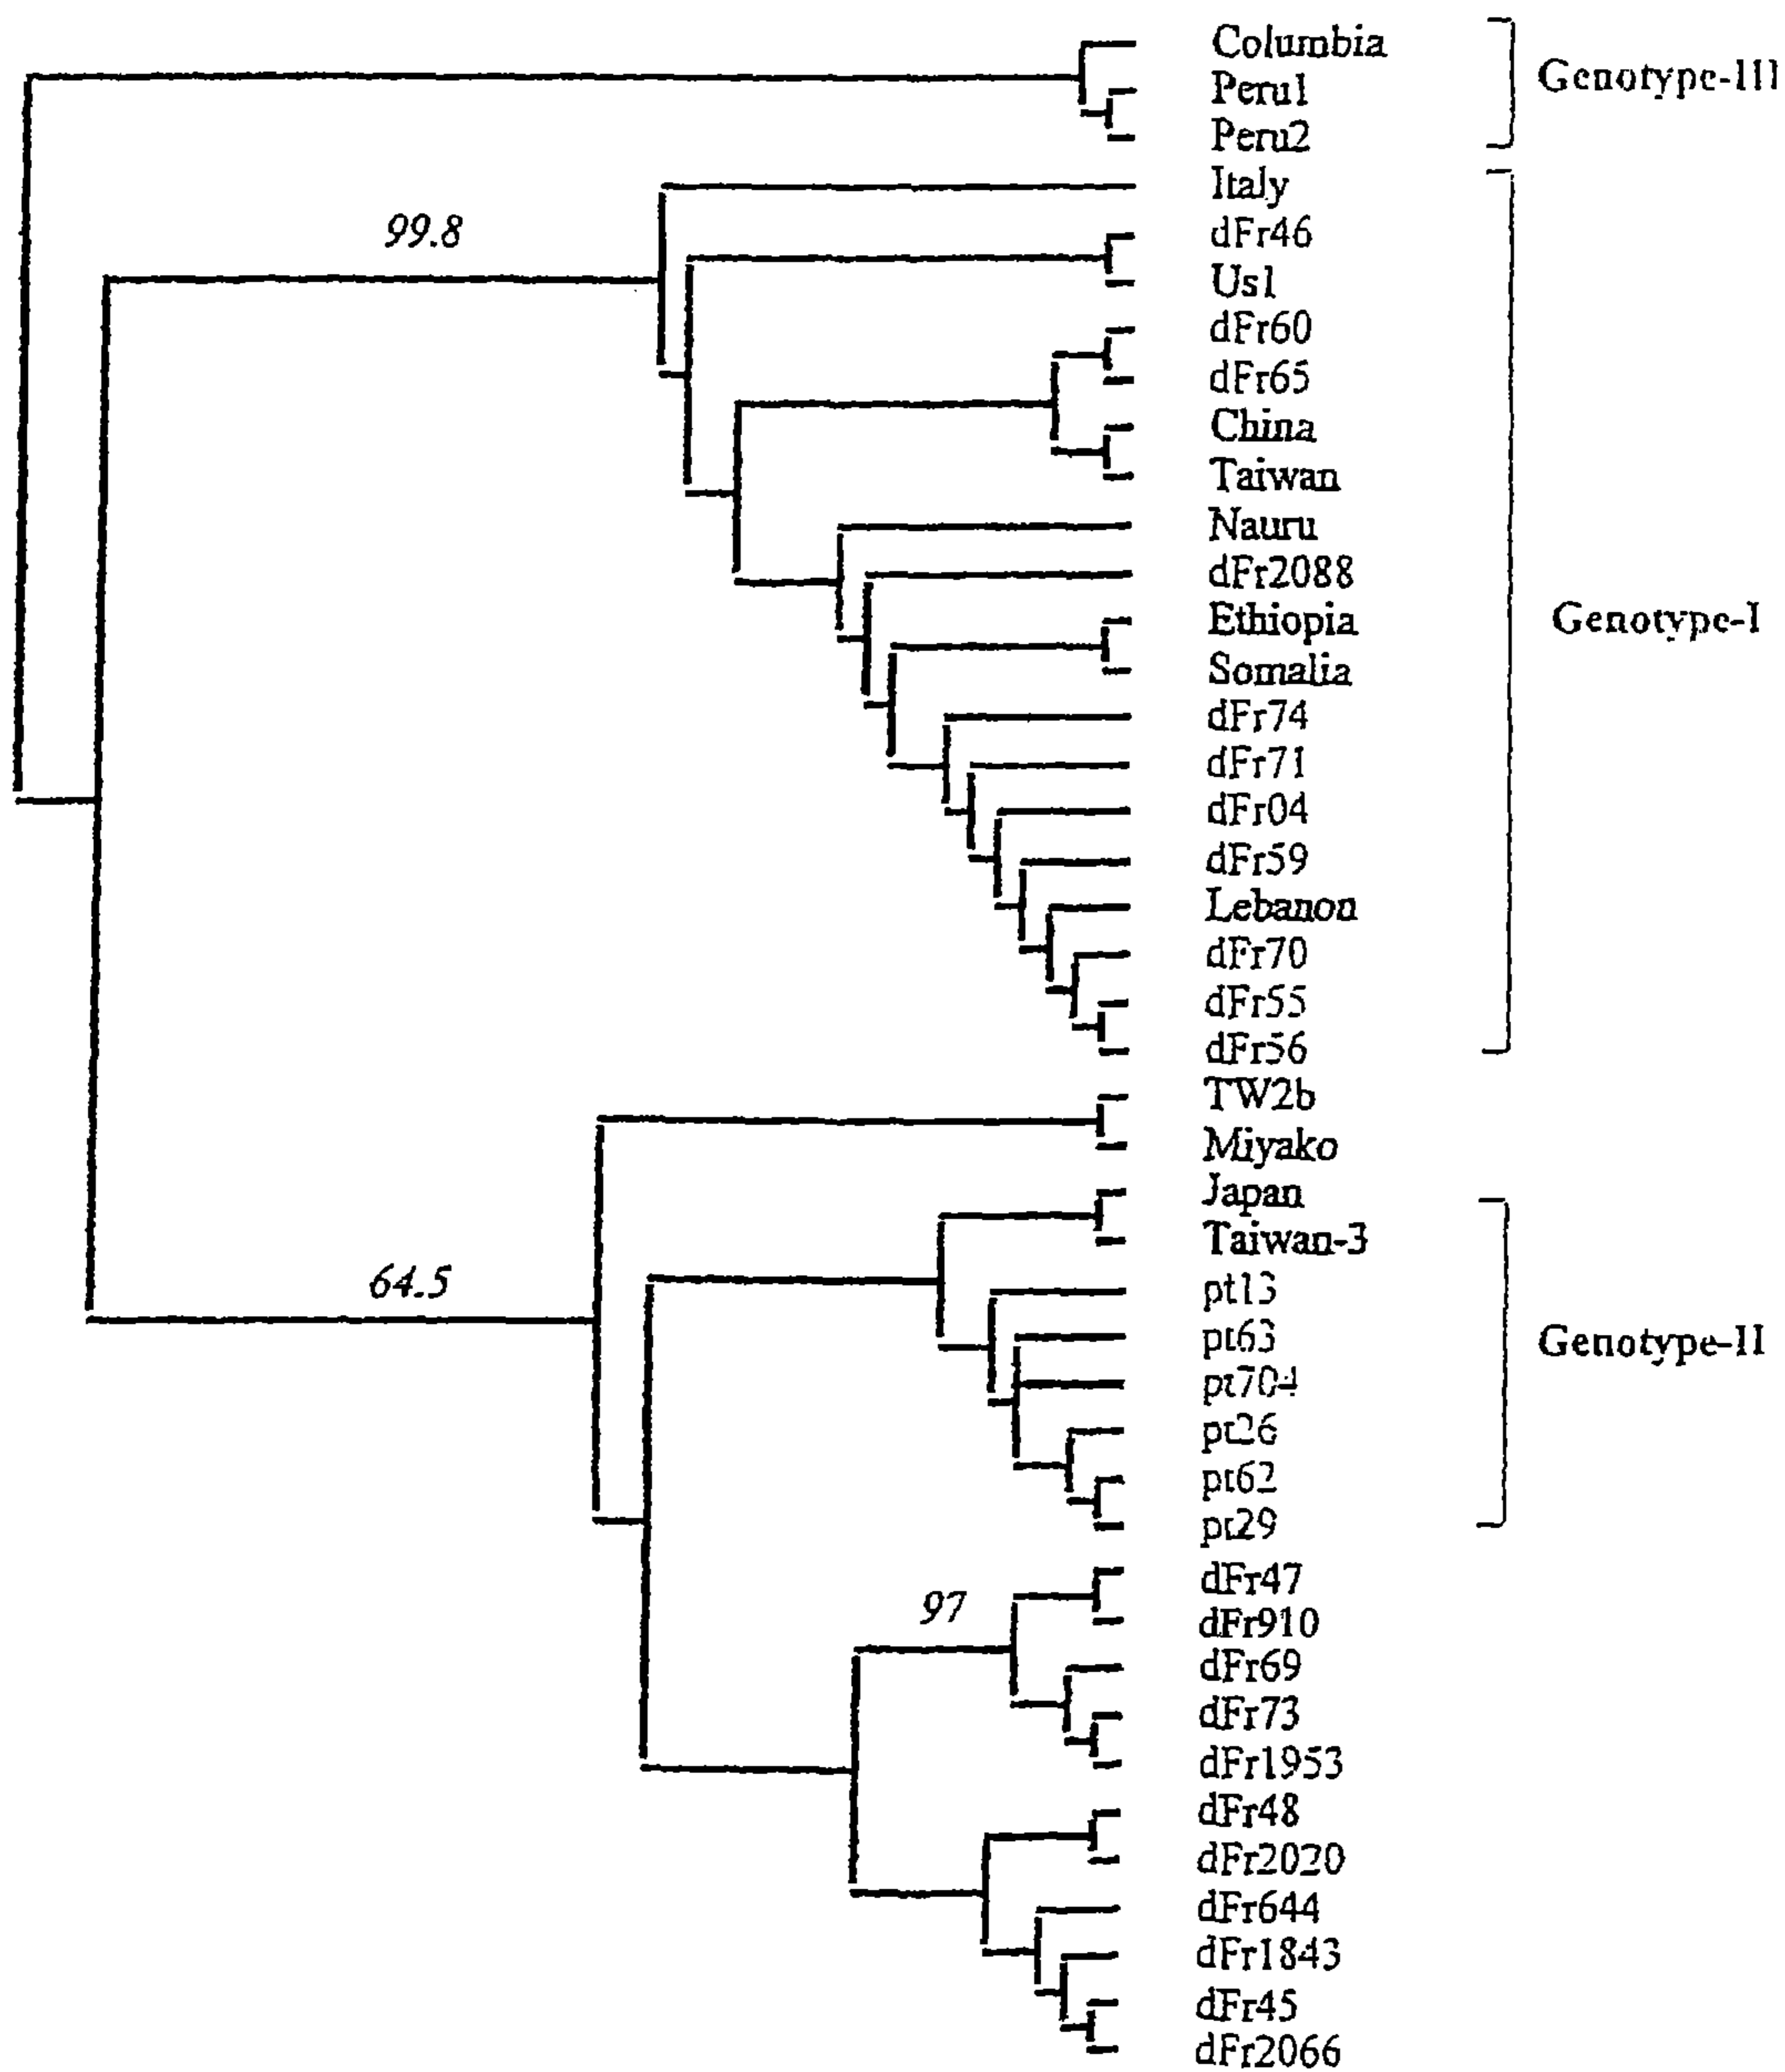 Columbia
Peru1
Genotype-III
Peru2
Italy
99.8
dFr46
Us1
dFr60
dFr65
China
Taiwan
Nauru
dFr2088
Ethiopia
Genotype-I
Somalia
dFr74
dFr71
dFr04
dFr59
Lebanon
dFr70
dFr55
dFr56
TW2b
Miyako
Japan
Taiwan-3
64.5
pt13
pt63
Genotype-II
pt704
pt26
pt62
pt29
dFr47
97
dFr910
dFr69
dFr73
dFr1953
dFr48
dFr2020
dFr644
dFr1843
dFr45
dFr2066